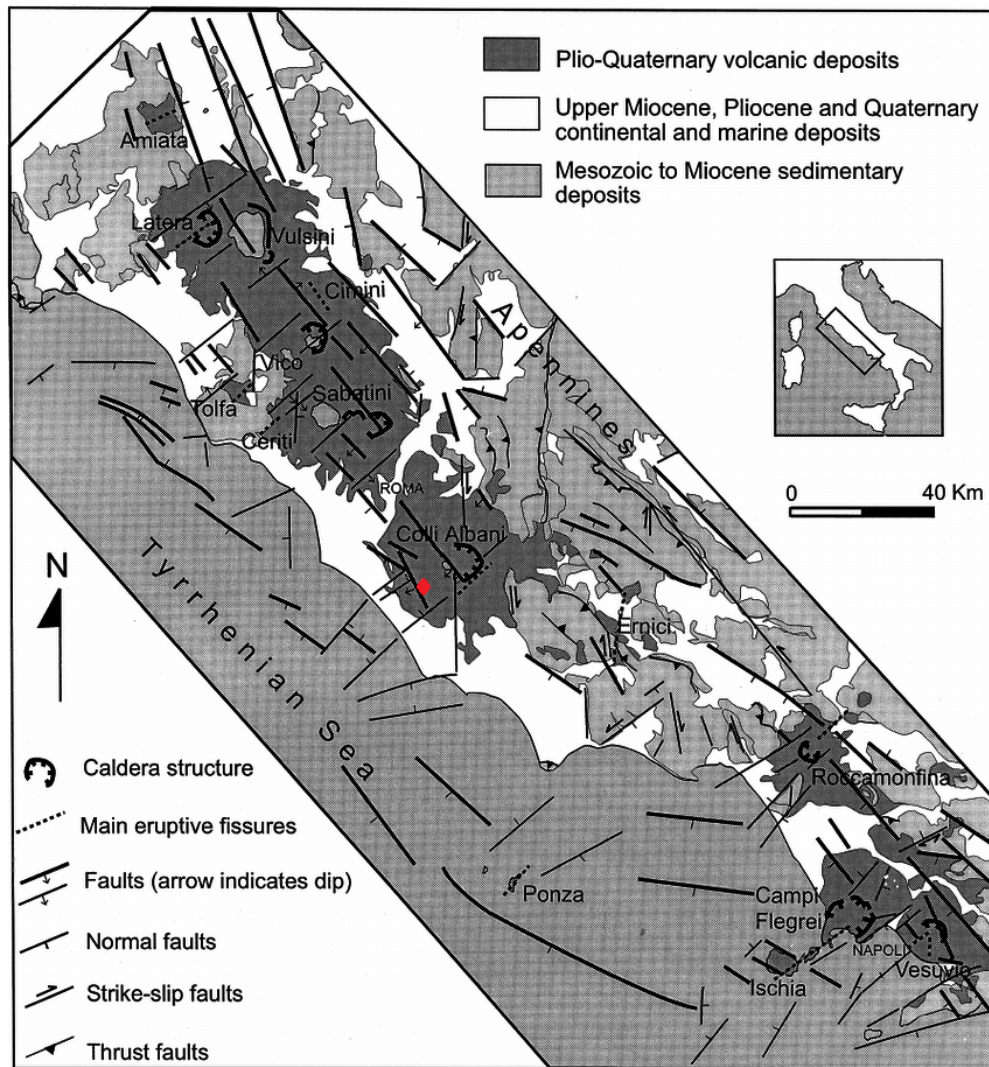 Plio-Quaternary volcanic deposits
Upper Miocene, Pliocene and Quaternary
continental and marine deposits
Mesozoic to Miocene sedimentary
deposits
Amiata
Latera
Vulsini
Cimini
Vico
Sabatini
Tolfa
Ceriti
ROMA
Colli Albani
Apennines
0 40 Km
N
Tyrrhenian Sea
Ernici
Roccamonfina
Ponza
Campi
Flegrei
NAPOLI
Vesuvio
Ischia
Caldera structure
Main eruptive fissures
Faults (arrow indicates dip)
Normal faults
Strike-slip faults
Thrust faults